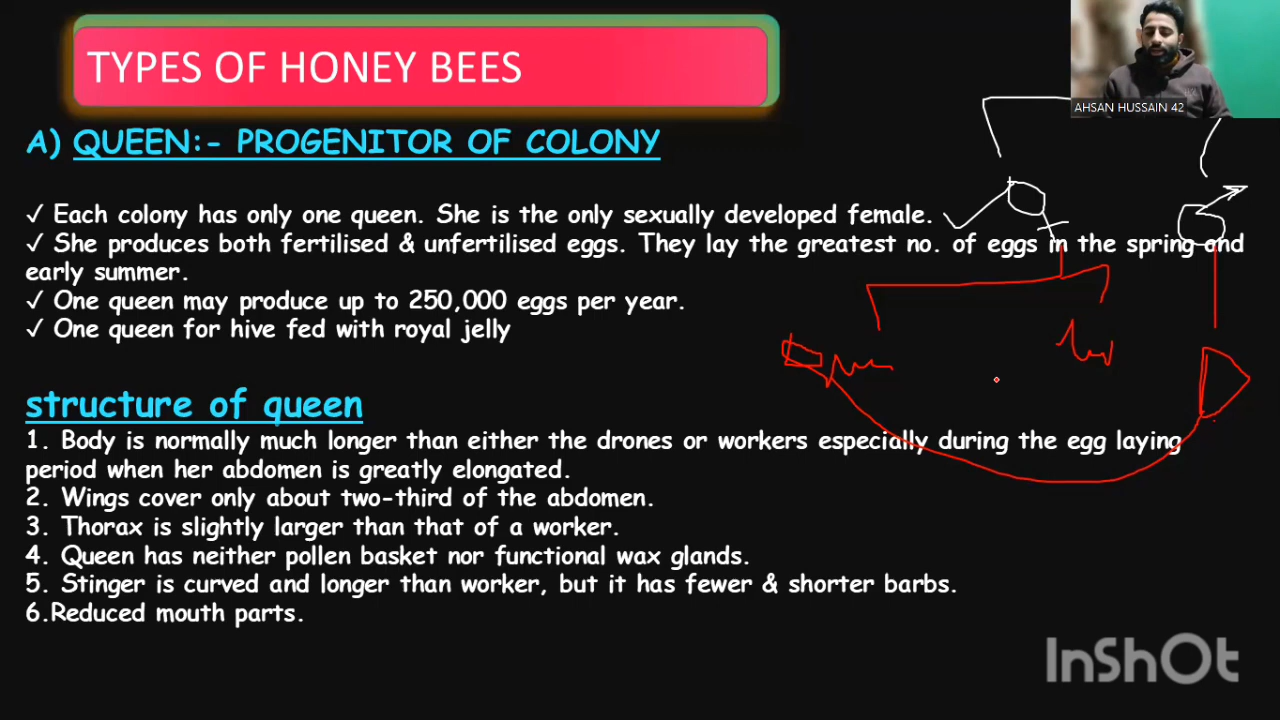 TYPES OF HONEY BEES
AHSAN HUSSAIN 42
A) QUEEN:- PROGENITOR OF COLONY
✓ Each colony has only one queen. She is the only sexually developed female.
✓ She produces both fertilised & unfertilised eggs. They lay the greatest no. of eggs in the spring and
early summer.
✓ One queen may produce up to 250,000 eggs per year.
✓ One queen for hive fed with royal jelly
structure of queen
1. Body is normally much longer than either the drones or workers especially during the egg laying
period when her abdomen is greatly elongated.
2. Wings cover only about two-third of the abdomen.
3. Thorax is slightly larger than that of a worker.
4. Queen has neither pollen basket nor functional wax glands.
5. Stinger is curved and longer than worker, but it has fewer & shorter barbs.
6.Reduced mouth parts.
InShOt